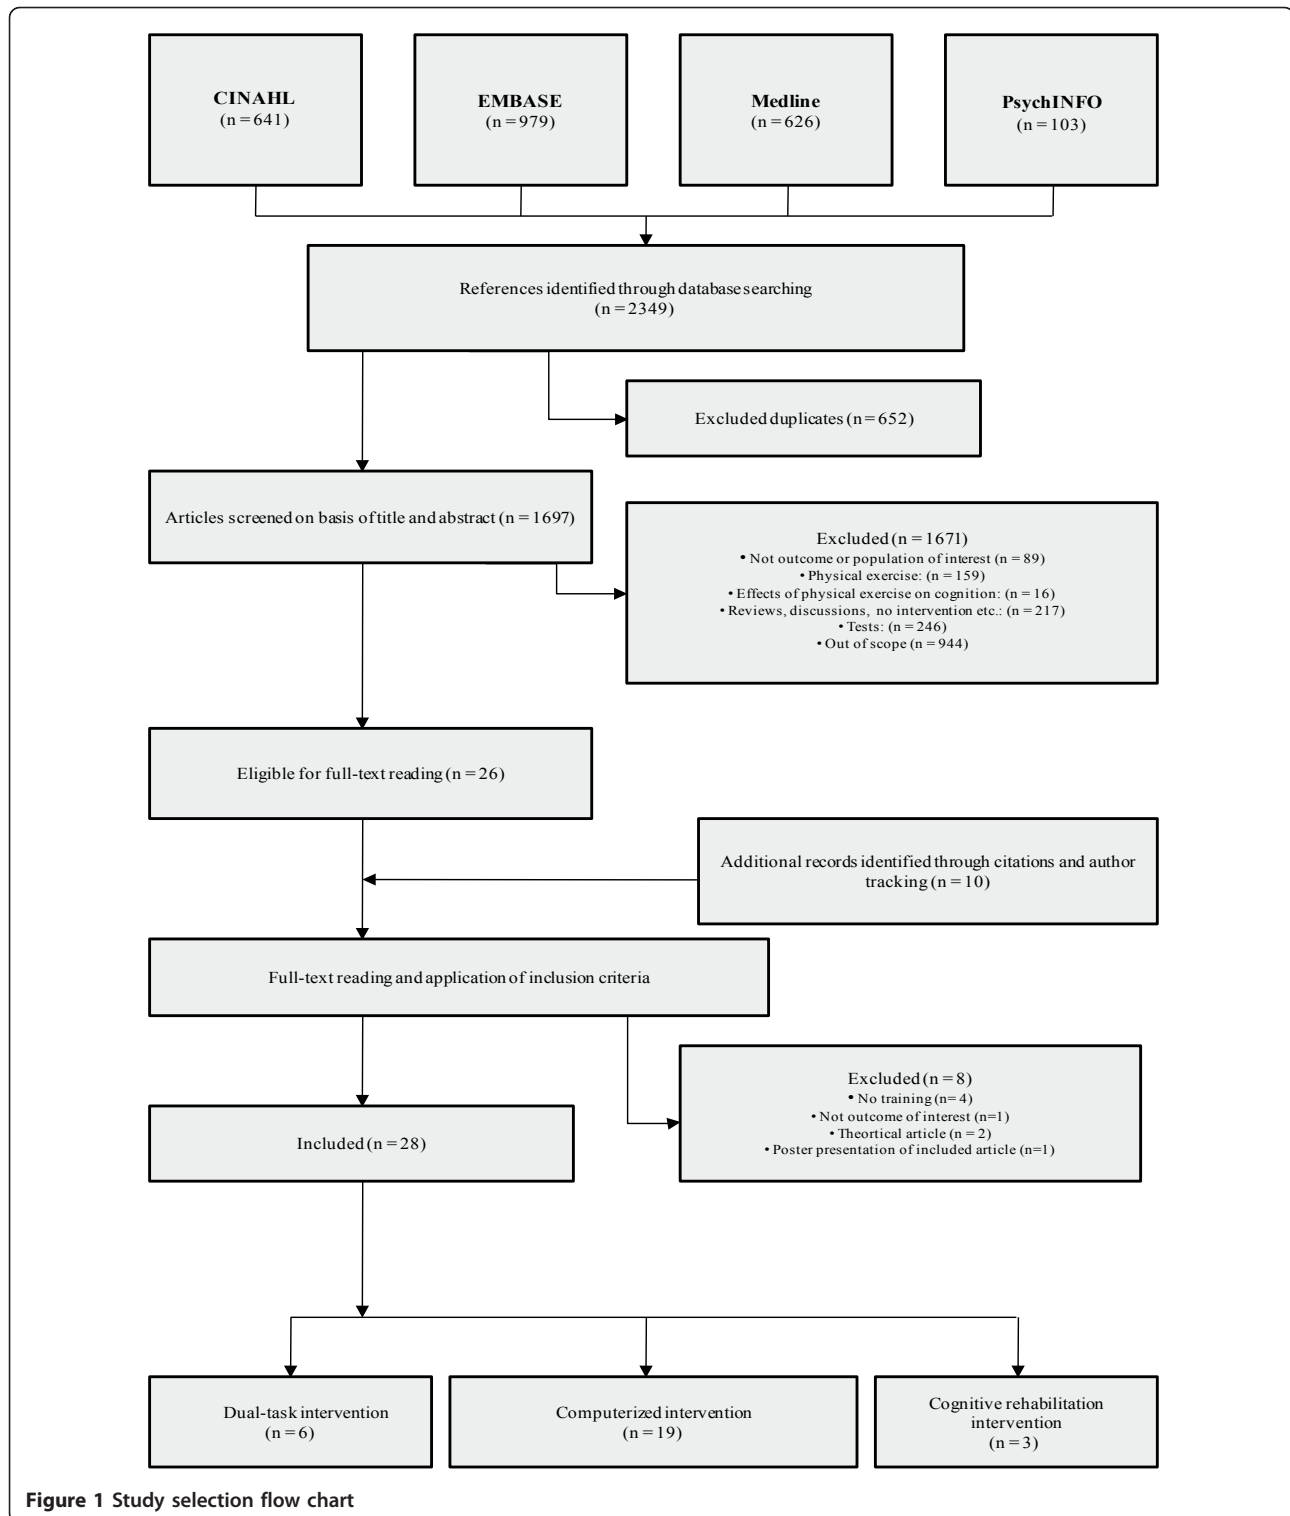 CINAHL
(n = 641)
EMBASE
(n = 979)
Medline
(n = 626)
PsychINFO
(n = 103)
References identified through database searching
(n = 2349)
Excluded duplicates (n = 652)
Articles screened on basis of title and abstract (n = 1697)
Excluded (n = 1671)
• Not outcome or population of interest (n = 89)
• Physical exercise: (n = 159)
• Effects of physical exercise on cognition: (n = 16)
• Reviews, discussions, no intervention etc.: (n = 217)
• Tests: (n = 246)
• Out of scope (n = 944)
Eligible for full-text reading (n = 26)
Additional records identified through citations and author
tracking (n = 10)
Full-text reading and application of inclusion criteria
Excluded (n = 8)
• No training (n= 4)
• Not outcome of interest (n=1)
• Theortical article (n = 2)
• Poster presentation of included article (n=1)
Included (n = 28)
Dual-task intervention
(n = 6)
Computerized intervention
(n = 19)
Cognitive rehabilitation
intervention
(n = 3)
Figure 1 Study selection flow chart